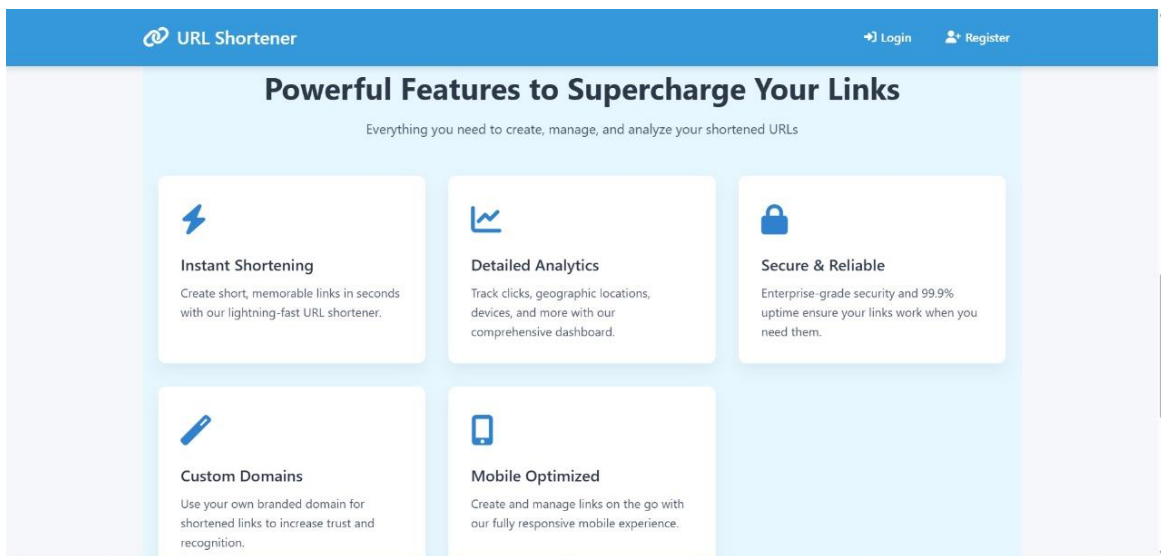 URL Shortener
Login
Register
Powerful Features to Supercharge Your Links
Everything you need to create, manage, and analyze your shortened URLs
Instant Shortening
Create short, memorable links in seconds
with our lightning-fast URL shortener.
Detailed Analytics
Track clicks, geographic locations,
devices, and more with our
comprehensive dashboard.
Secure & Reliable
Enterprise-grade security and 99.9%
uptime ensure your links work when you
need them.
Custom Domains
Use your own branded domain for
shortened links to increase trust and
recognition.
Mobile Optimized
Create and manage links on the go with
our fully responsive mobile experience.